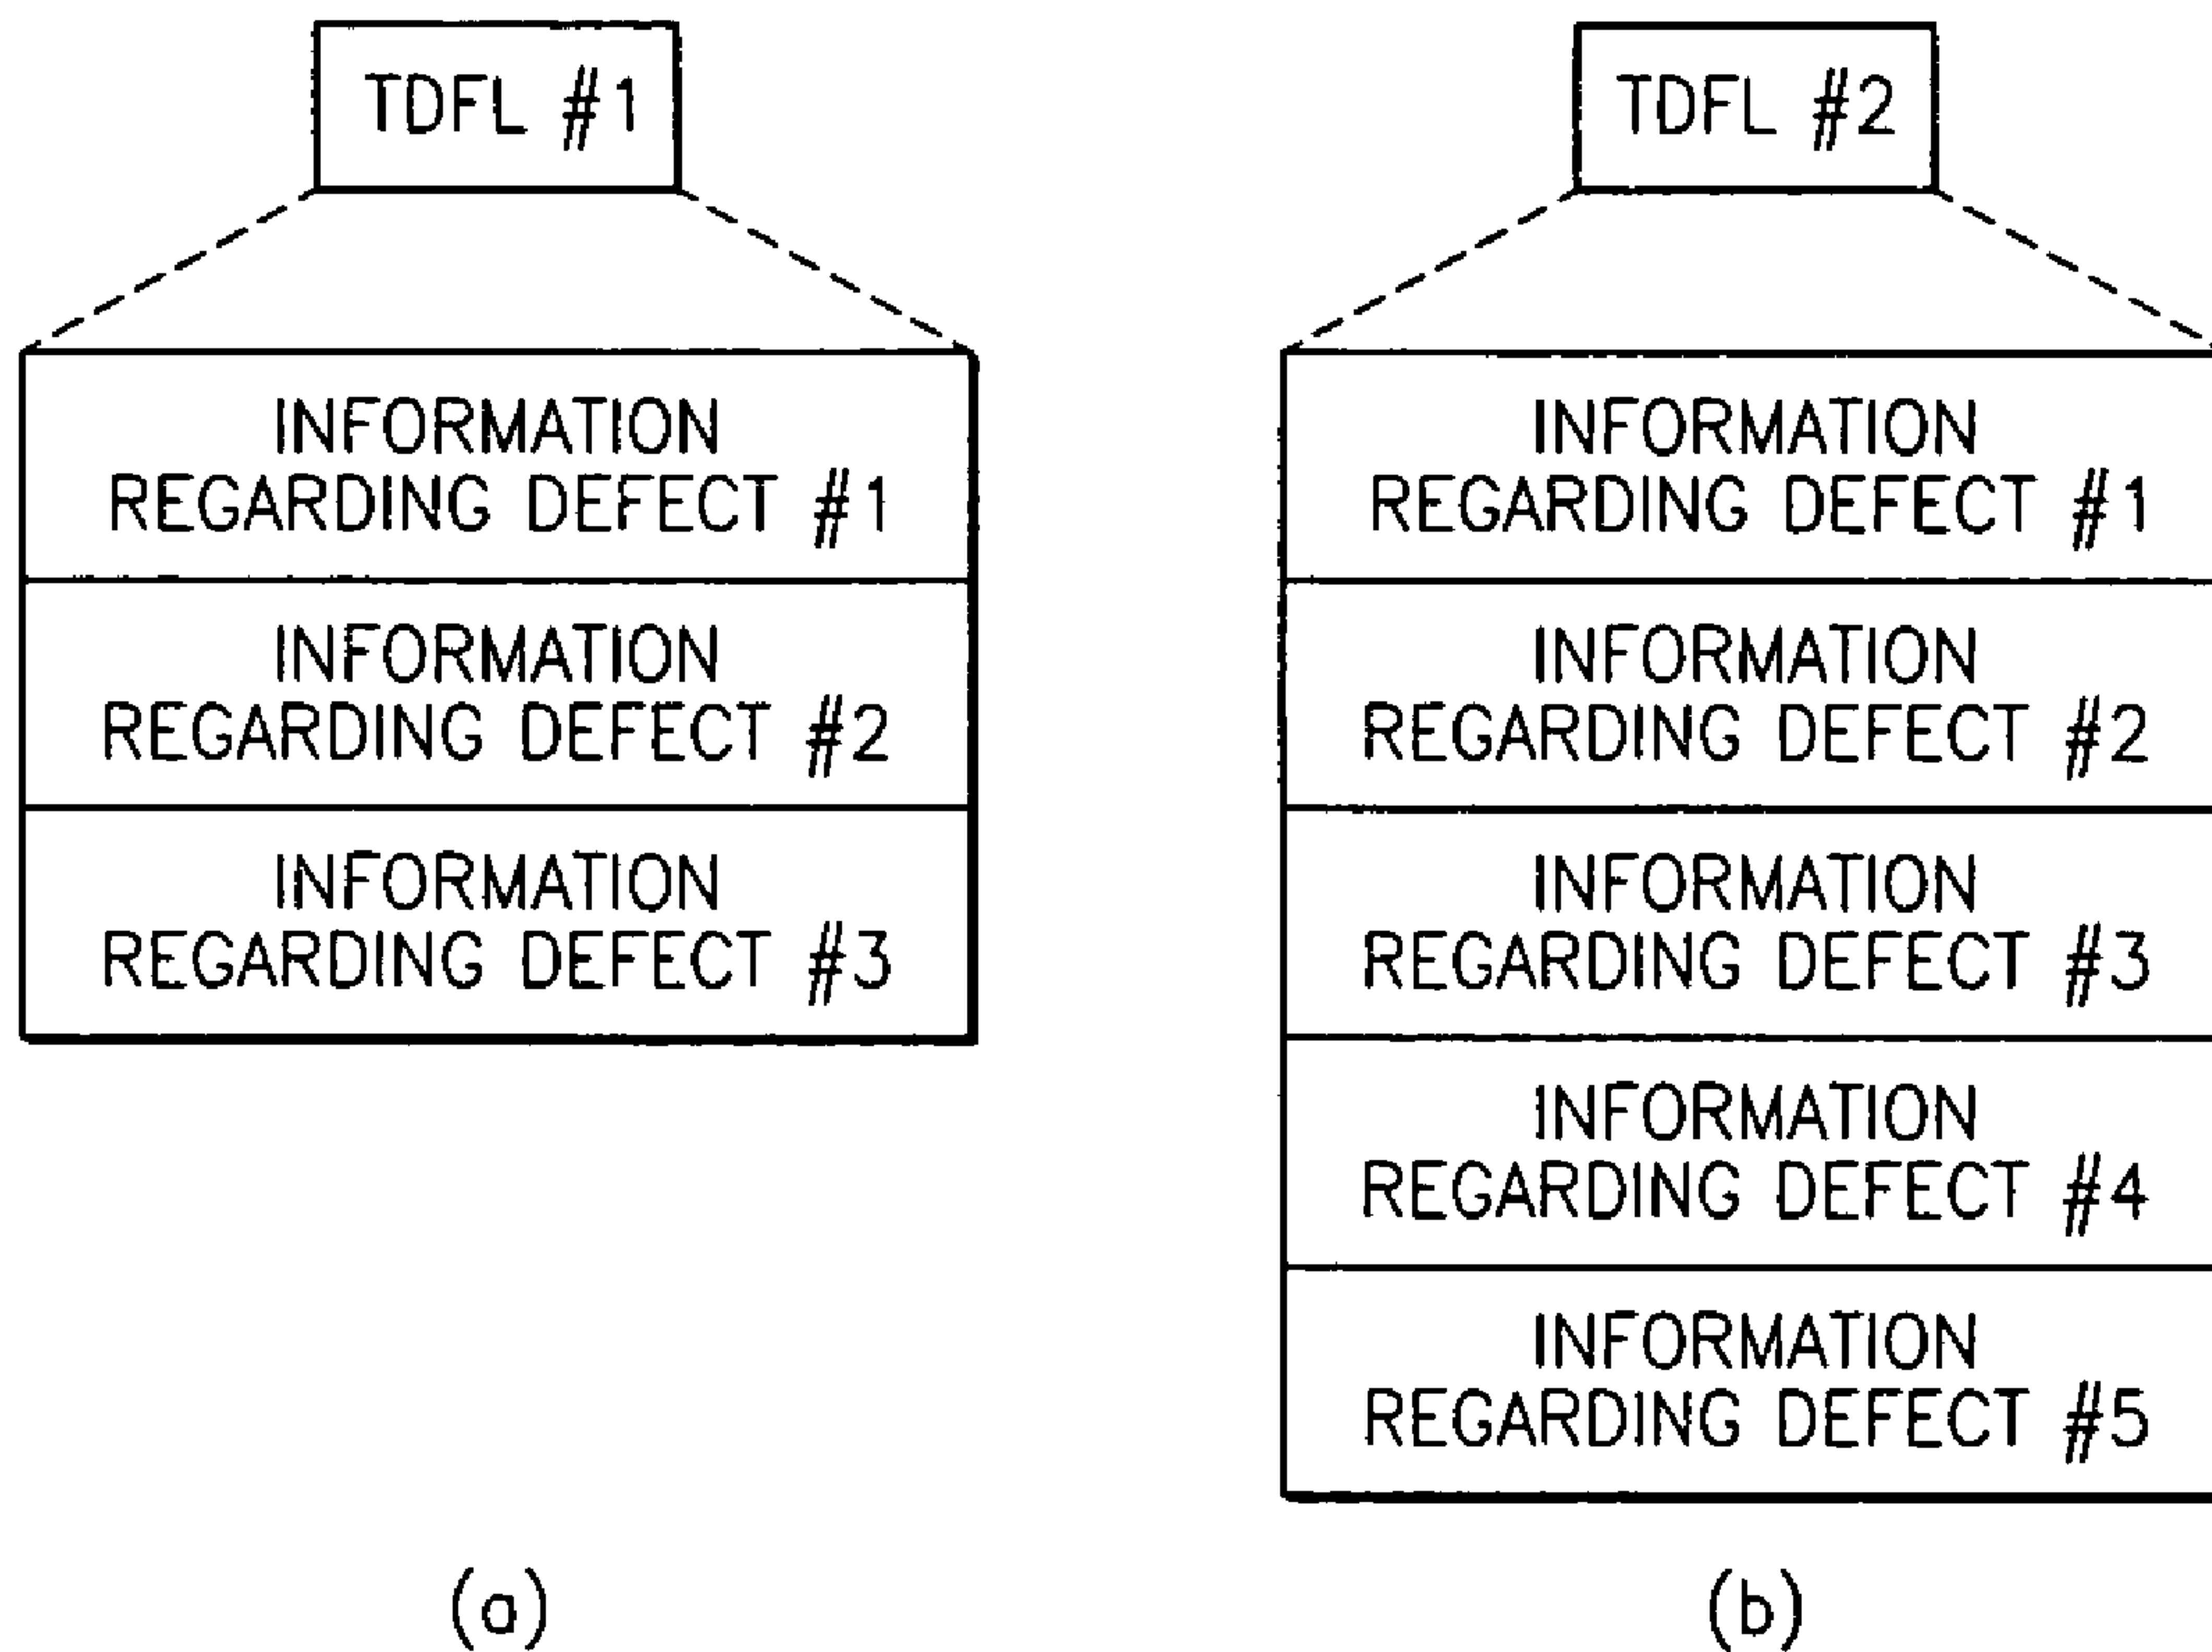 TDFL #1
INFORMATION
REGARDING DEFECT #1
INFORMATION
REGARDING DEFECT #2
INFORMATION
REGARDING DEFECT #3
(a)
TDFL #2
INFORMATION
REGARDING DEFECT #1
INFORMATION
REGARDING DEFECT #2
INFORMATION
REGARDING DEFECT #3
INFORMATION
REGARDING DEFECT #4
INFORMATION
REGARDING DEFECT #5
(b)